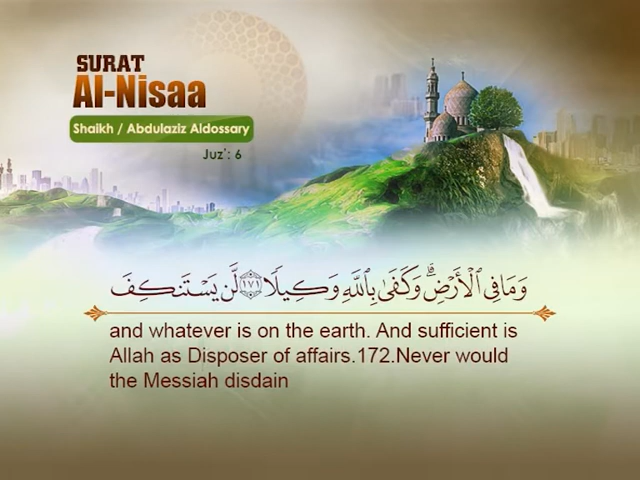 SURAT
Al-Nisaa
Shaikh / Abdulaziz Aldossary
Juz': 6
وَمَا فِي ٱلْأَرْضِۗ وَكَفَىٰ بِٱللَّهِ وَكِيلًا ١٧١ لَّن يَسْتَنكِفَ
and whatever is on the earth. And sufficient is
Allah as Disposer of affairs.172.Never would
the Messiah disdain